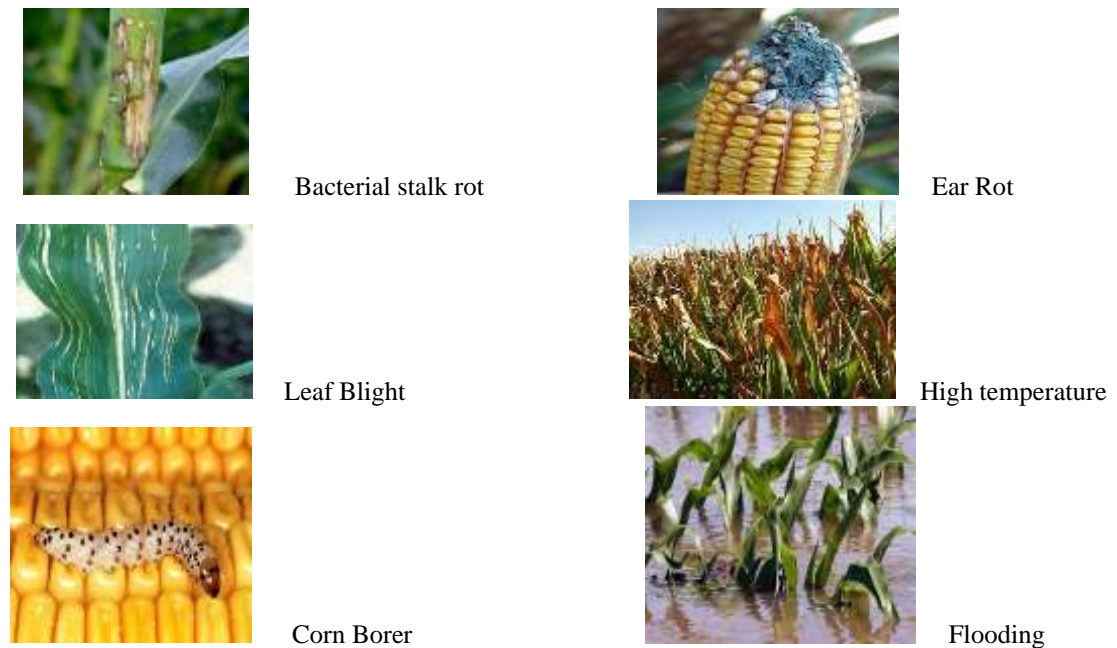 Bacterial stalk rot
Ear Rot
Leaf Blight
High temperature
Corn Borer
Flooding